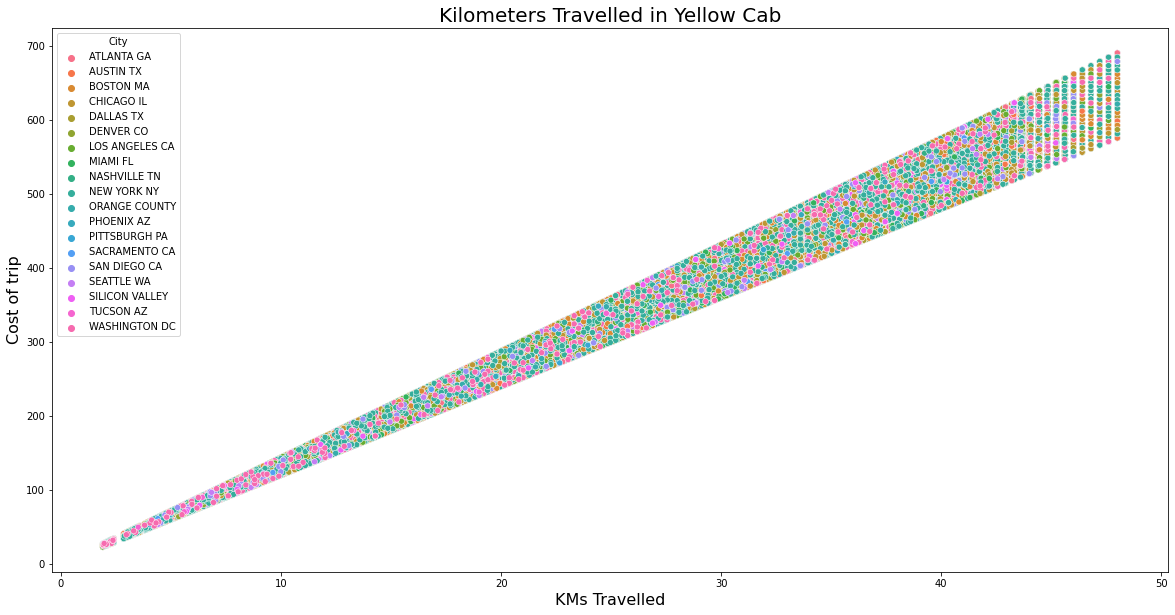 Kilometers Travelled in Yellow Cab
City
ATLANTA GA
AUSTIN TX
BOSTON MA
CHICAGO IL
DALLAS TX
DENVER CO
LOS ANGELES CA
MIAMI FL
NASHVILLE TN
NEW YORK NY
ORANGE COUNTY
PHOENIX AZ
PITTSBURGH PA
SACRAMENTO CA
SAN DIEGO CA
SEATTLE WA
SILICON VALLEY
TUCSON AZ
WASHINGTON DC
Cost of trip
700
600
500
400
300
200
100
0
0 10 20 30 40 50
KMs Travelled